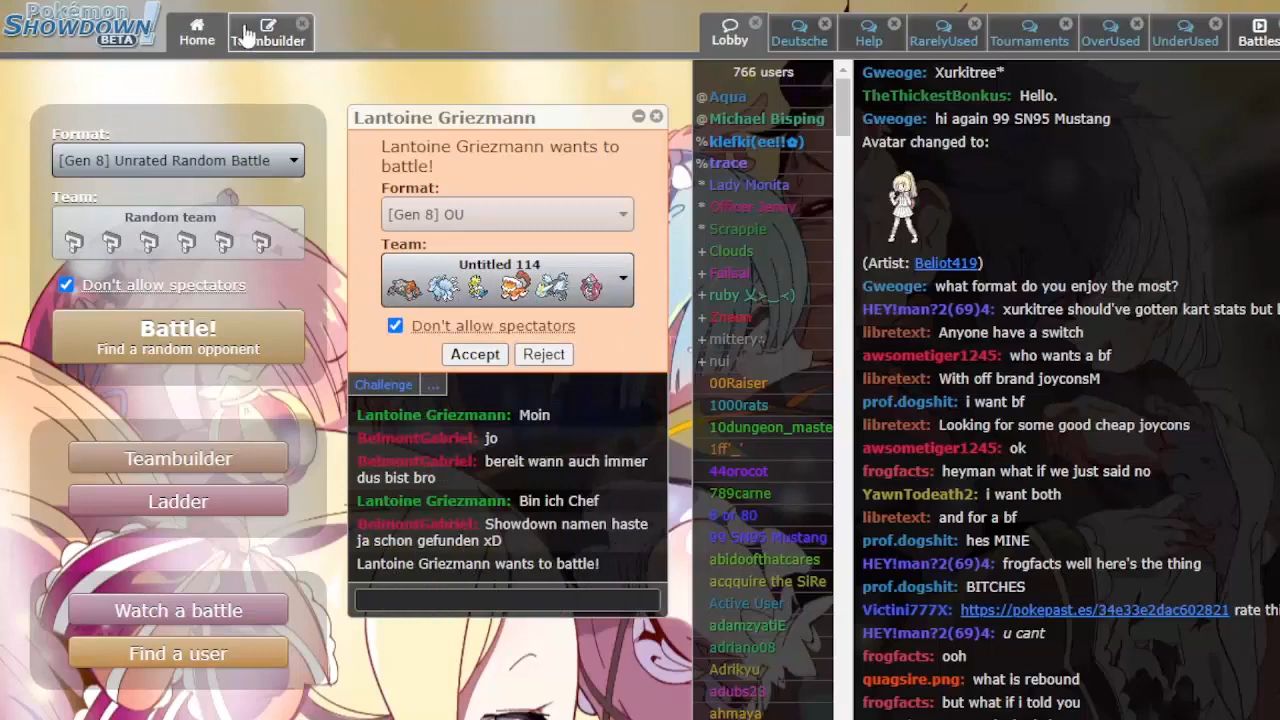 Pokémon
SHOWDOWN!
BETA
Home
Teambuilder
Lobby
Deutsche
Help
RarelyUsed
Tournaments
OverUsed
UnderUsed
Battles
Format:
[Gen 8] Unrated Random Battle
Team:
Random team
Don't allow spectators
Battle!
Find a random opponent
Teambuilder
Ladder
Watch a battle
Find a user
Lantoine Griezmann
Lantoine Griezmann wants to
battle!
Format:
[Gen 8] OU
Team:
Untitled 114
Don't allow spectators
Accept
Reject
Challenge
...
Lantoine Griezmann: Moin
BelmontGabriel: jo
BelmontGabriel: bereit wann auch immer
dus bist bro
Lantoine Griezmann: Bin ich Chef
BelmontGabriel: Showdown namen haste
ja schon gefunden xD
Lantoine Griezmann wants to battle!
766 users
@Aqua
@Michael Bisping
%klefki(ee!!✿)
%trace
*Lady Monita
*Officer Jenny
*Scrapple
+Clouds
+Failsal
+ruby
+Zneon
+mittery
+nui
00Raiser
1000rats
10dungeon_maste
1ff'_'
44orocot
789carne
8 or 80
99 SN95 Mustang
abidoofthatcares
acqquire the SiRe
Active User
adamzyatiE
adriano08
Adrikyu
adubs23
ahmaya
Gweoge: Xurkitree*
TheThickestBonkus: Hello.
Gweoge: hi again 99 SN95 Mustang
Avatar changed to:
(Artist: Beliot419)
Gweoge: what format do you enjoy the most?
HEY!man?2(69)4: xurkitree should've gotten kart stats but
libretext: Anyone have a switch
awsometiger1245: who wants a bf
libretext: With off brand joyconsM
prof.dogshit: i want bf
libretext: Looking for some good cheap joycons
awsometiger1245: ok
frogfacts: heyman what if we just said no
YawnTodeath2: i want both
libretext: and for a bf
prof.dogshit: hes MINE
HEY!man?2(69)4: frogfacts well here's the thing
prof.dogshit: BITCHES
Victini777X: https://pokepast.es/34e33e2dac602821 rate thi
HEY!man?2(69)4: u cant
frogfacts: ooh
quagsire.png: what is rebound
frogfacts: but what if i told you